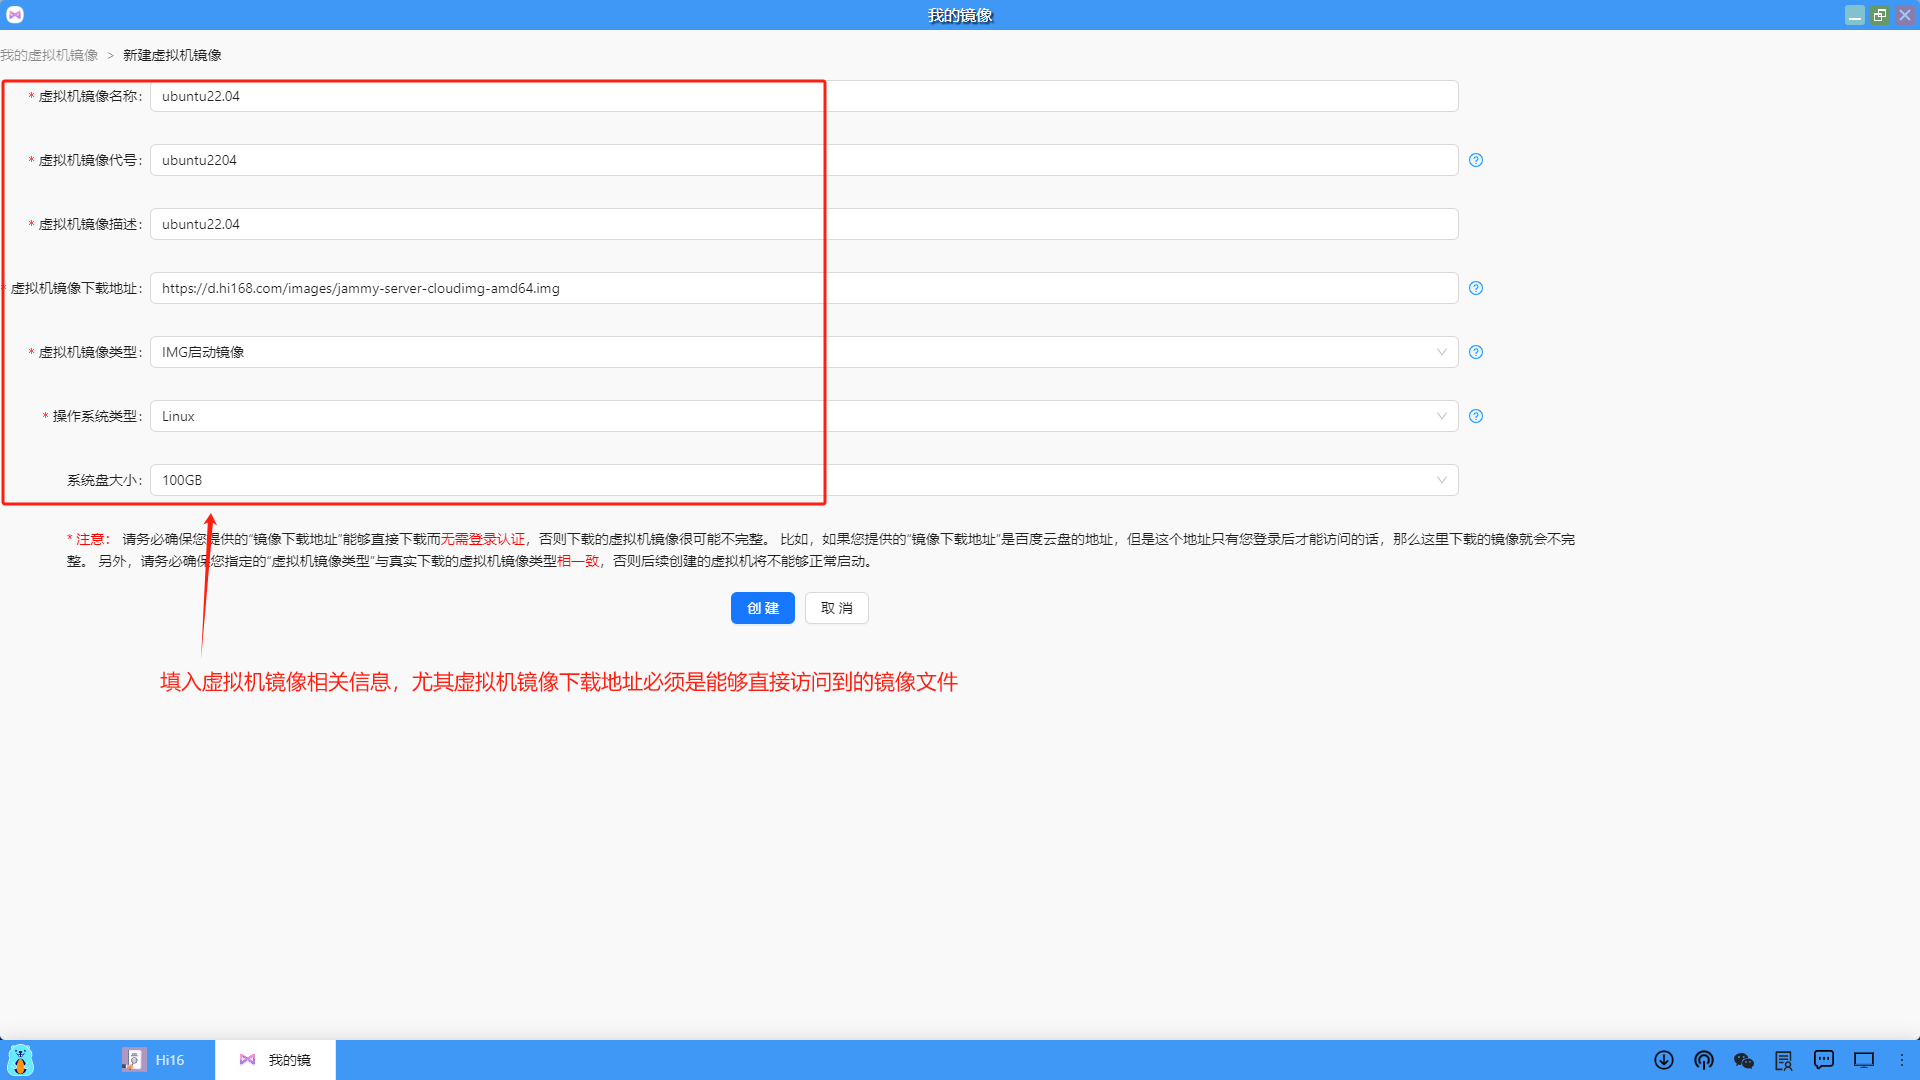 我的镜像
我的虚拟机镜像 > 新建虚拟机镜像
* 虚拟机镜像名称: ubuntu22.04
* 虚拟机镜像代号: ubuntu2204
* 虚拟机镜像描述: ubuntu22.04
* 虚拟机镜像下载地址: https://d.hi168.com/images/jammy-server-cloudimg-amd64.img
* 虚拟机镜像类型: IMG启动镜像
* 操作系统类型: Linux
系统盘大小: 100GB
* 注意: 请务必确保您提供的“镜像下载地址”能够直接下载而无需登录认证，否则下载的虚拟机镜像很可能不完整。 比如，如果您提供的“镜像下载地址”是百度云盘的地址，但是这个地址只有您登录后才能访问的话，那么这里下载的镜像就会不完
整。 另外，请务必确保您指定的“虚拟机镜像类型”与真实下载的虚拟机镜像类型相一致，否则后续创建的虚拟机将不能够正常启动。
创 建 取 消
填入虚拟机镜像相关信息，尤其虚拟机镜像下载地址必须是能够直接访问到的镜像文件
Hi16 我的镜